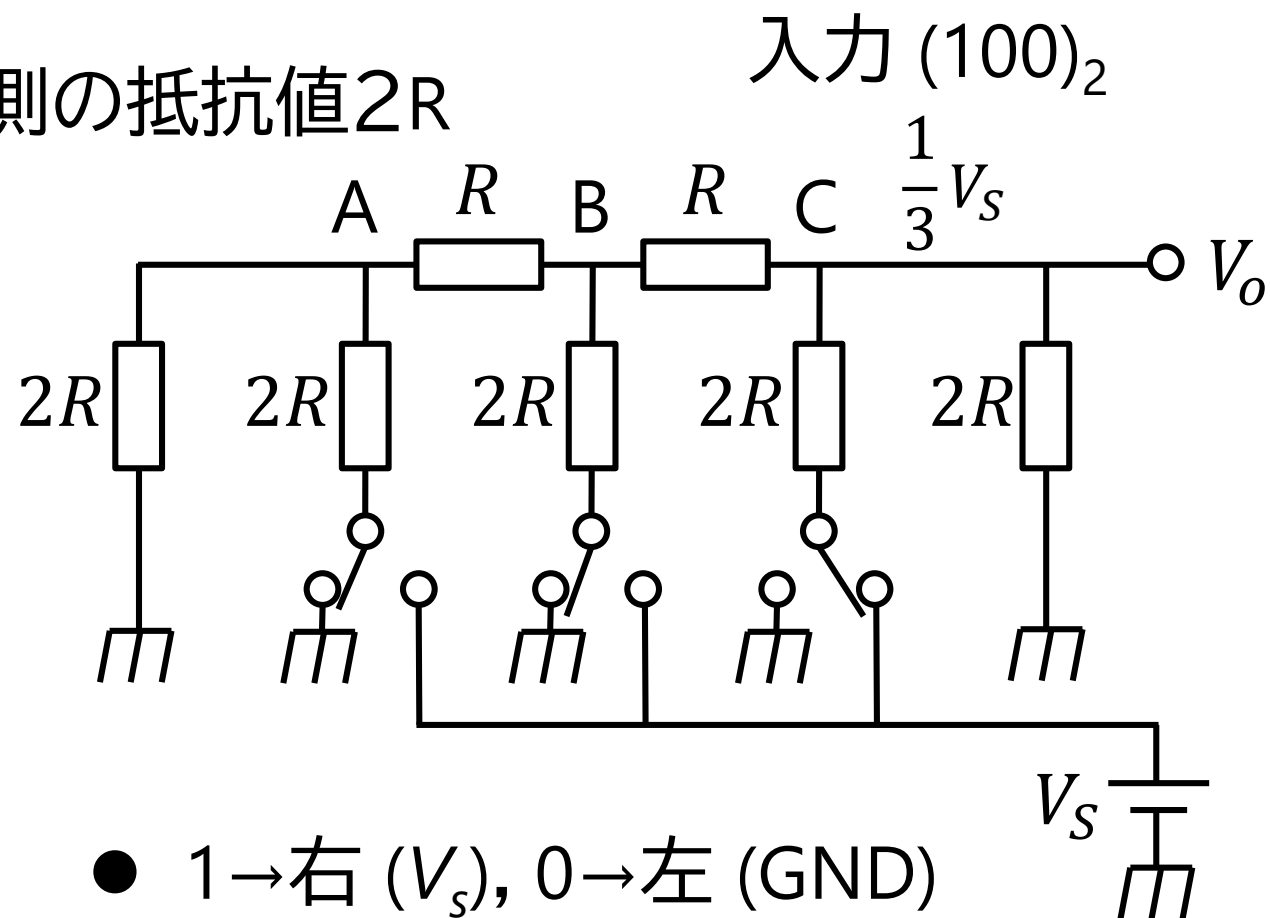 入力 (100)₂
側の抵抗値2R
A R B R C 1/3 V_S
V_o
2R 2R 2R 2R 2R
V_S
● 1→右 (V_s), 0→左 (GND)